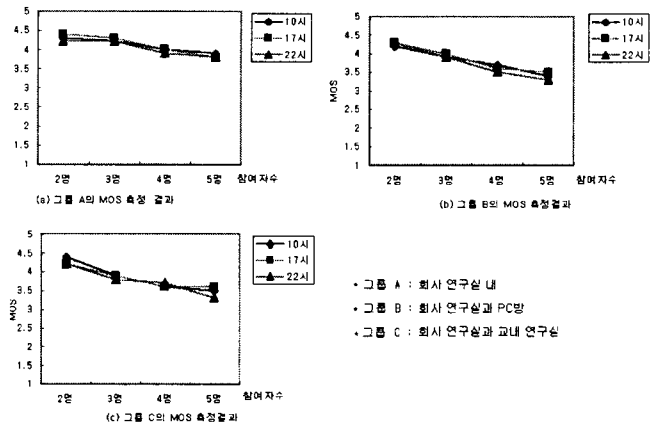 5
4.5
4
3.5
3
2.5
2
1.5
1
2명 3명 4명 5명 참여자수
10시
17시
22시
(a) 그룹 A의 MOS 측정 결과
MOS
5
4.5
4
3.5
3
2.5
2
1.5
1
2명 3명 4명 5명 참여자수
10시
17시
22시
(b) 그룹 B의 MOS 측정결과
MOS
5
4.5
4
3.5
3
2.5
2
1.5
1
2명 3명 4명 5명 참여자수
10시
17시
22시
(c) 그룹 C의 MOS 측정결과
• 그룹 A : 회사 연구실 내
• 그룹 B : 회사 연구실과 PC방
• 그룹 C : 회사 연구실과 교내 연구실